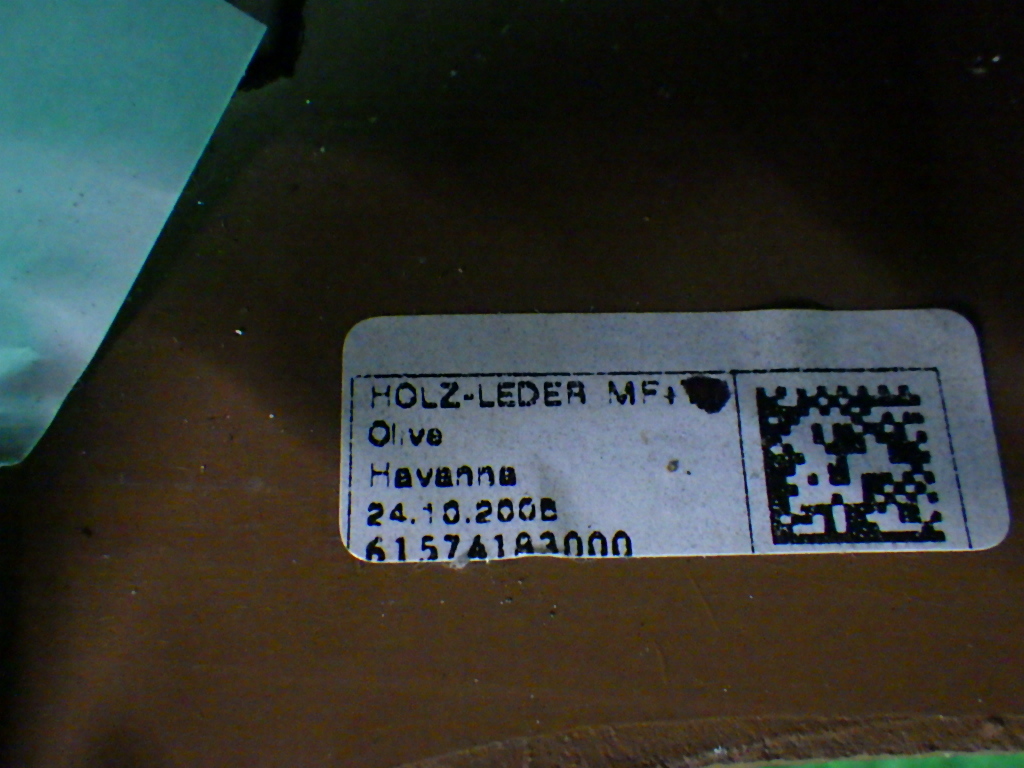 HOLZ-LEDER MF+
Olive
Havanna
24.10.2008
61574183000